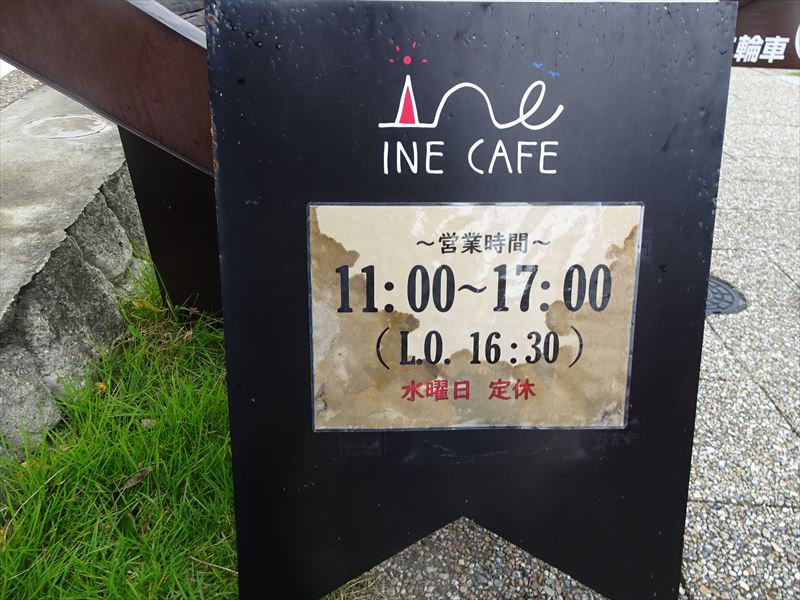 ine
INE CAFE
～営業時間～
11:00～17:00
(L.O. 16:30)
水曜日 定休
輪車